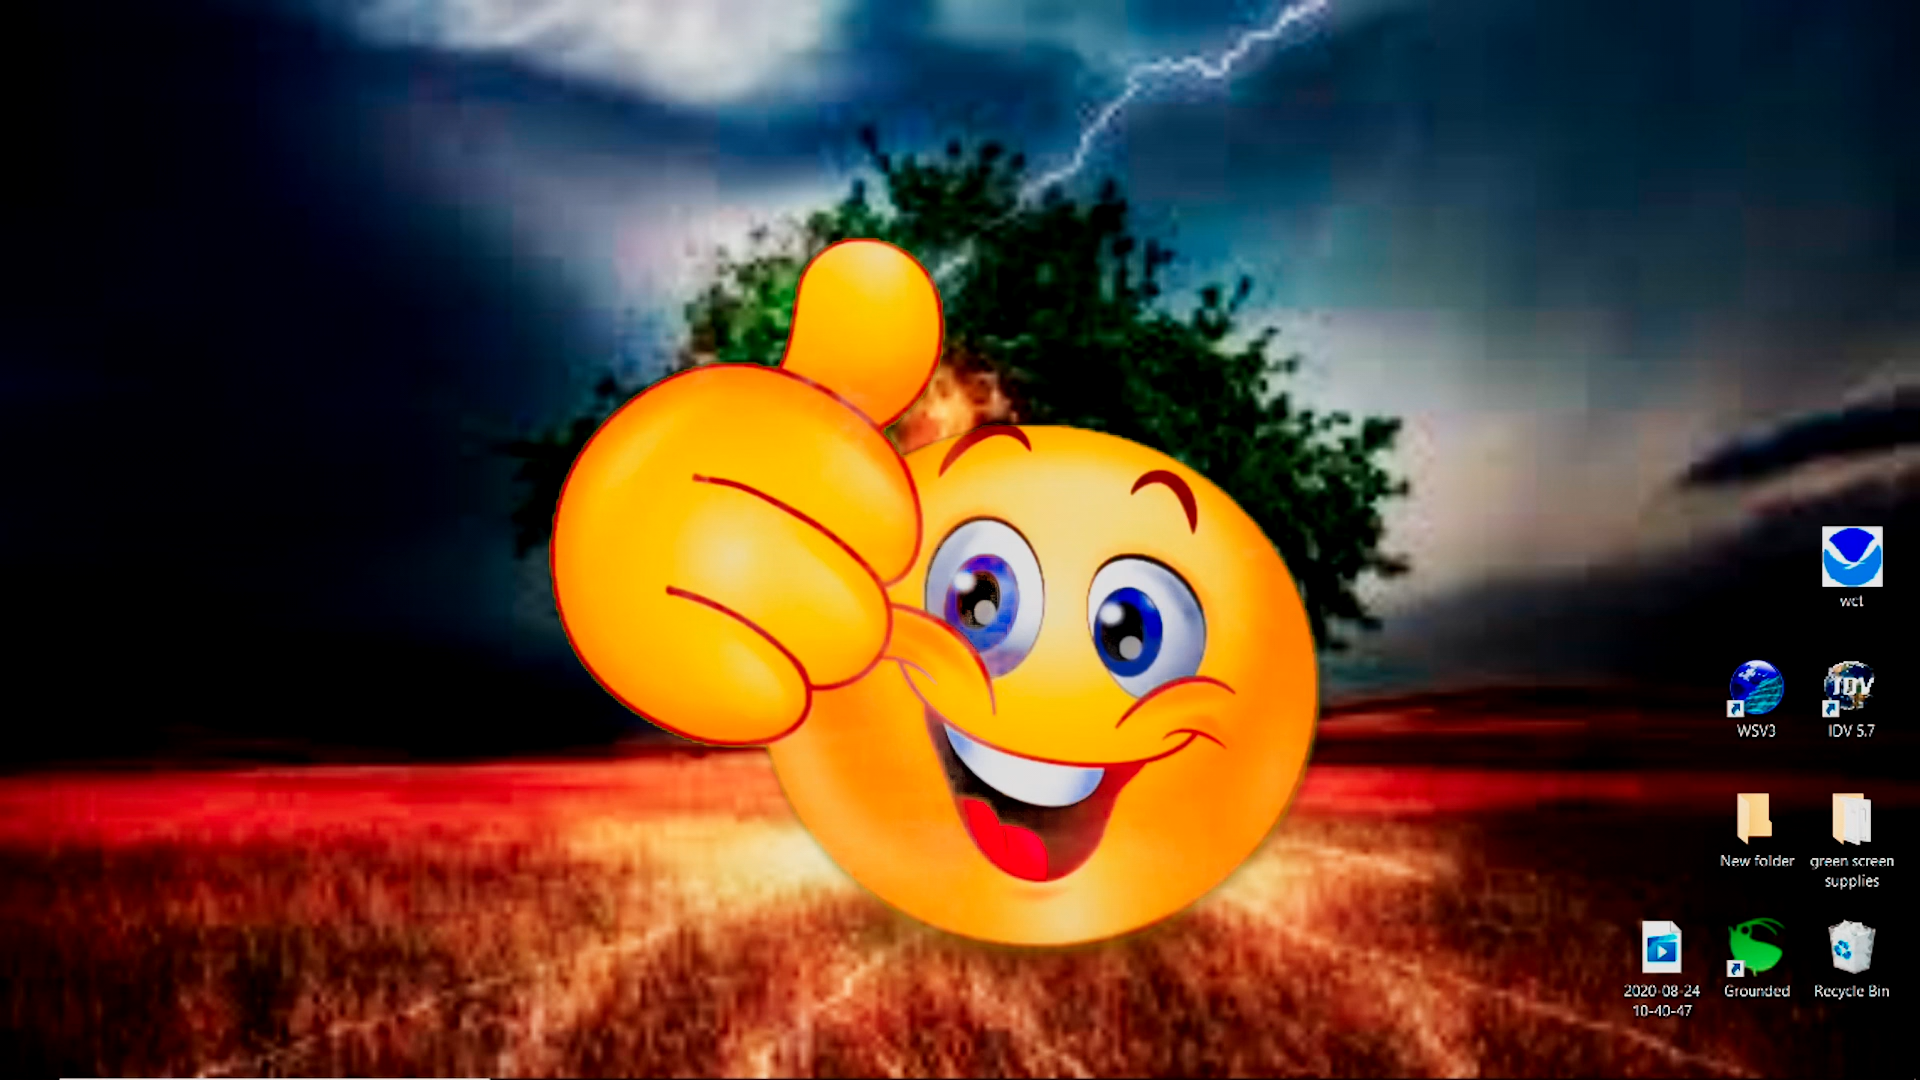 wct
WSV3
IDV
IDV 5.7
New folder
green screen
supplies
2020-08-24
10-40-47
Grounded
Recycle Bin